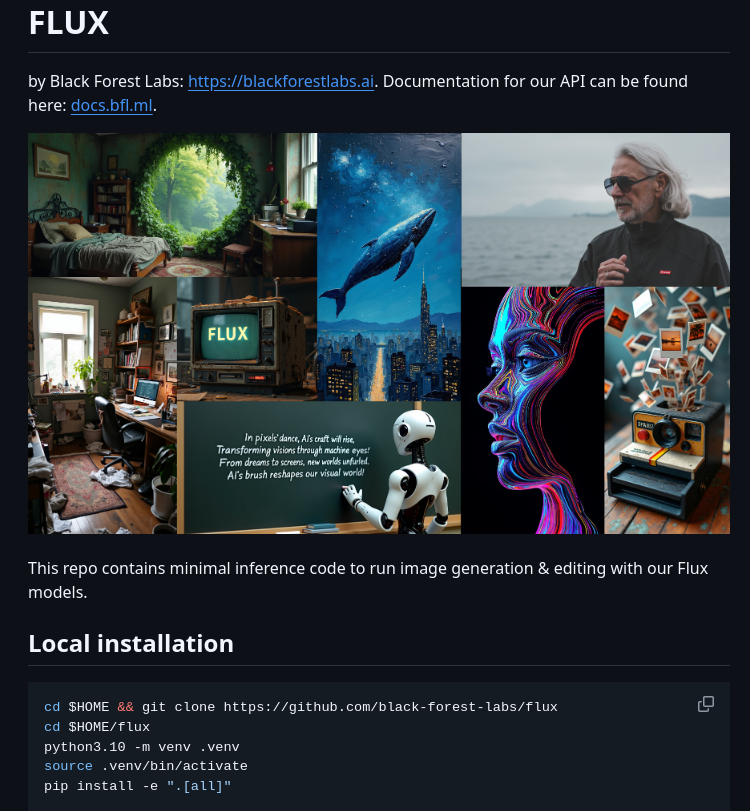 FLUX
by Black Forest Labs: https://blackforestlabs.ai. Documentation for our API can be found
here: docs.bfl.ml.
FLUX
In pixels' dance, AI's craft will rise,
Transforming visions through machine eyes!
From dreams to screens, new worlds unfurled.
AI's brush reshapes our visual world!
This repo contains minimal inference code to run image generation & editing with our Flux
models.
Local installation
cd $HOME && git clone https://github.com/black-forest-labs/flux
cd $HOME/flux
python3.10 -m venv .venv
source .venv/bin/activate
pip install -e ".[all]"